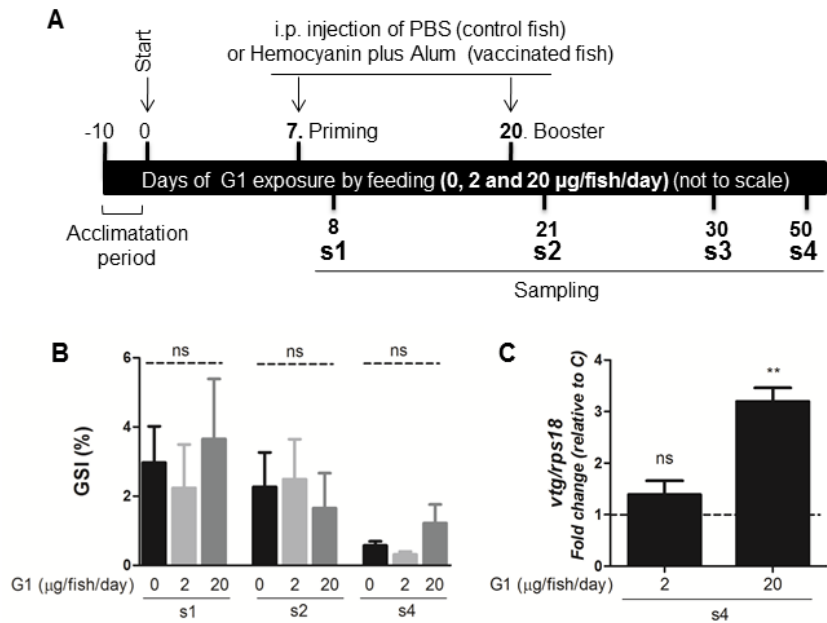 A
Start
i.p. injection of PBS (control fish)
or Hemocyanin plus Alum (vaccinated fish)
-10 0 7. Priming 20. Booster
Days of G1 exposure by feeding (0, 2 and 20 µg/fish/day) (not to scale)
Acclimatation
period
8 21 30 50
s1 s2 s3 s4
Sampling
B
GSI (%)
6
4
2
0
ns ns ns
G1 (µg/fish/day) 0 2 20 0 2 20 0 2 20
s1 s2 s4
C
vtg/rps18
Fold change (relative to C)
4
3
2
1
0
ns **
G1 (µg/fish/day) 2 20
s4